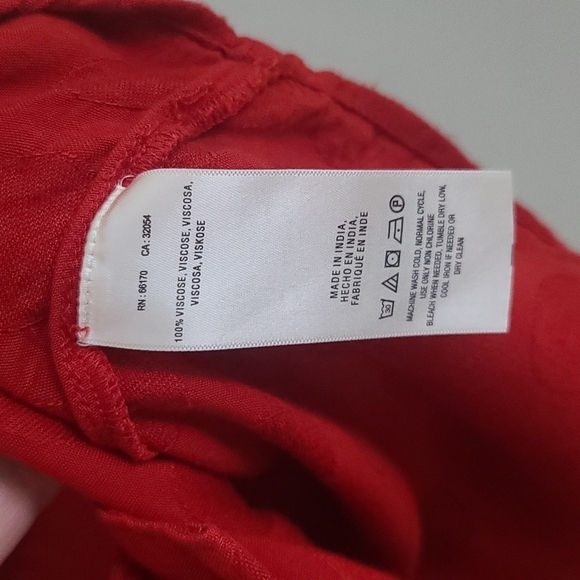 RN : 66170 CA : 32054
100% VISCOSE, VISCOSE, VISCOSA,
VISCOSA, VISKOSE
MADE IN INDIA,
HECHO EN INDIA,
FABRIQUÉ EN INDE
30 P
MACHINE WASH COLD, NORMAL CYCLE,
USE ONLY NON CHLORINE
BLEACH WHEN NEEDED, TUMBLE DRY LOW,
COOL IRON IF NEEDED OR
DRY CLEAN